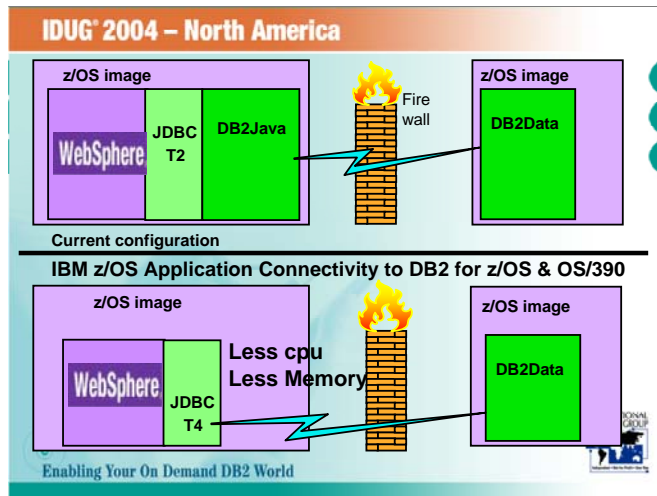 IDUG® 2004 – North America
z/OS image
z/OS image
WebSphere
JDBC
T2
DB2Java
Fire
wall
DB2Data
Current configuration
IBM z/OS Application Connectivity to DB2 for z/OS & OS/390
z/OS image
z/OS image
WebSphere
JDBC
T4
Less cpu
Less Memory
DB2Data
IONAL
GROUP
Enabling Your On Demand DB2 World